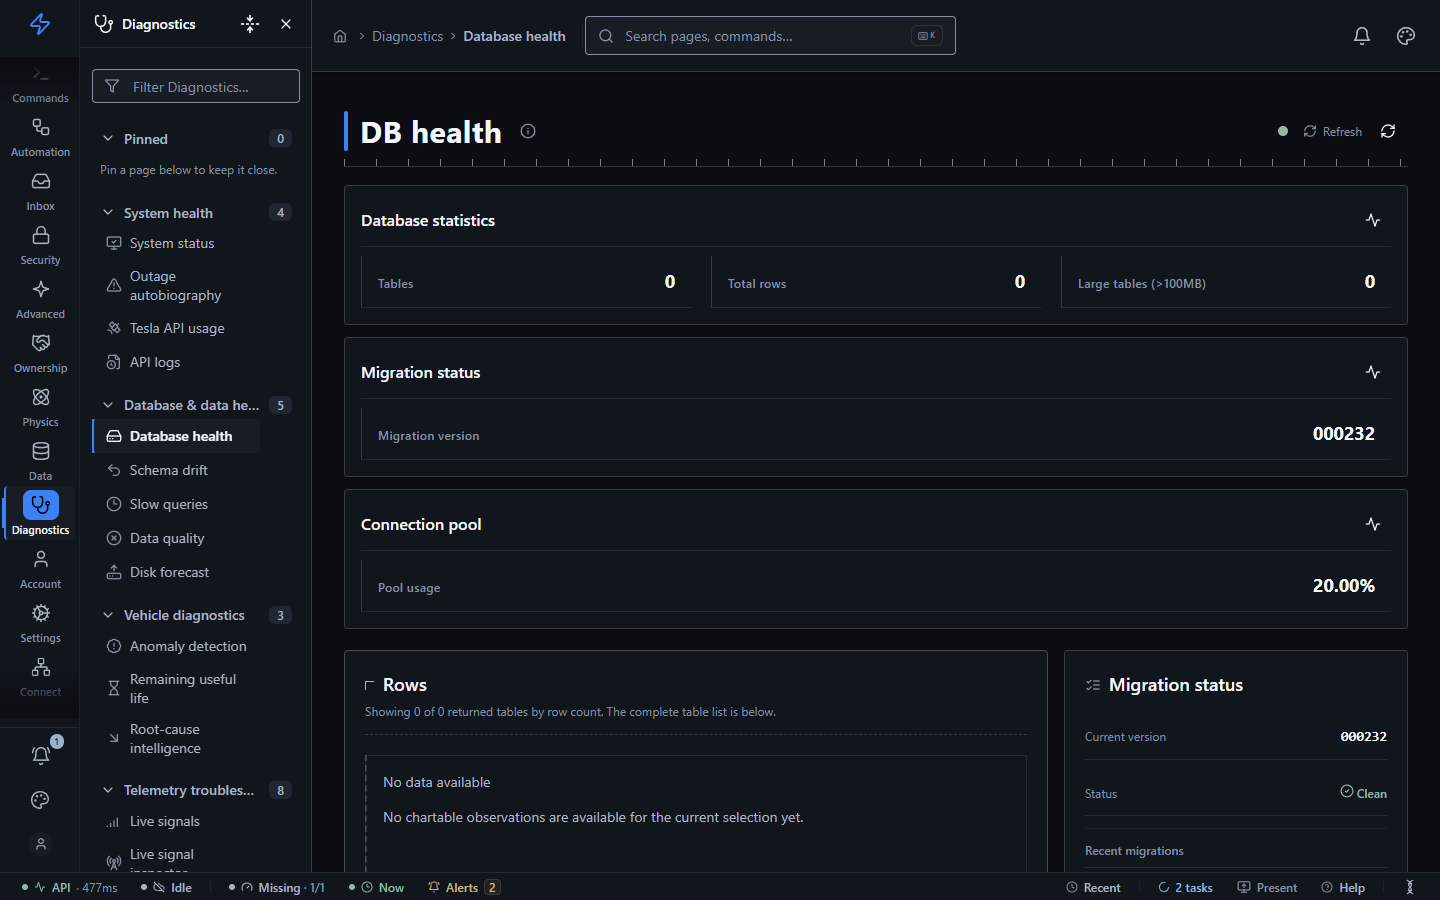 Commands
Automation
Inbox
Security
Advanced
Ownership
Physics
Data
Diagnostics
Account
Settings
Connect
1
Diagnostics
Filter Diagnostics...
Pinned 0
Pin a page below to keep it close.
System health 4
System status
Outage
autobiography
Tesla API usage
API logs
Database & data he... 5
Database health
Schema drift
Slow queries
Data quality
Disk forecast
Vehicle diagnostics 3
Anomaly detection
Remaining useful
life
Root-cause
intelligence
Telemetry troubles... 8
Live signals
Live signal
inspector
Diagnostics
Database health
Search pages, commands...
K
DB health
Refresh
Database statistics
Tables 0
Total rows 0
Large tables (>100MB) 0
Migration status
Migration version 000232
Connection pool
Pool usage 20.00%
Rows
Showing 0 of 0 returned tables by row count. The complete table list is below.
No data available
No chartable observations are available for the current selection yet.
Migration status
Current version 000232
Status Clean
Recent migrations
API · 477ms
Idle
Missing · 1/1
Now
Alerts 2
Recent
2 tasks
Present
Help